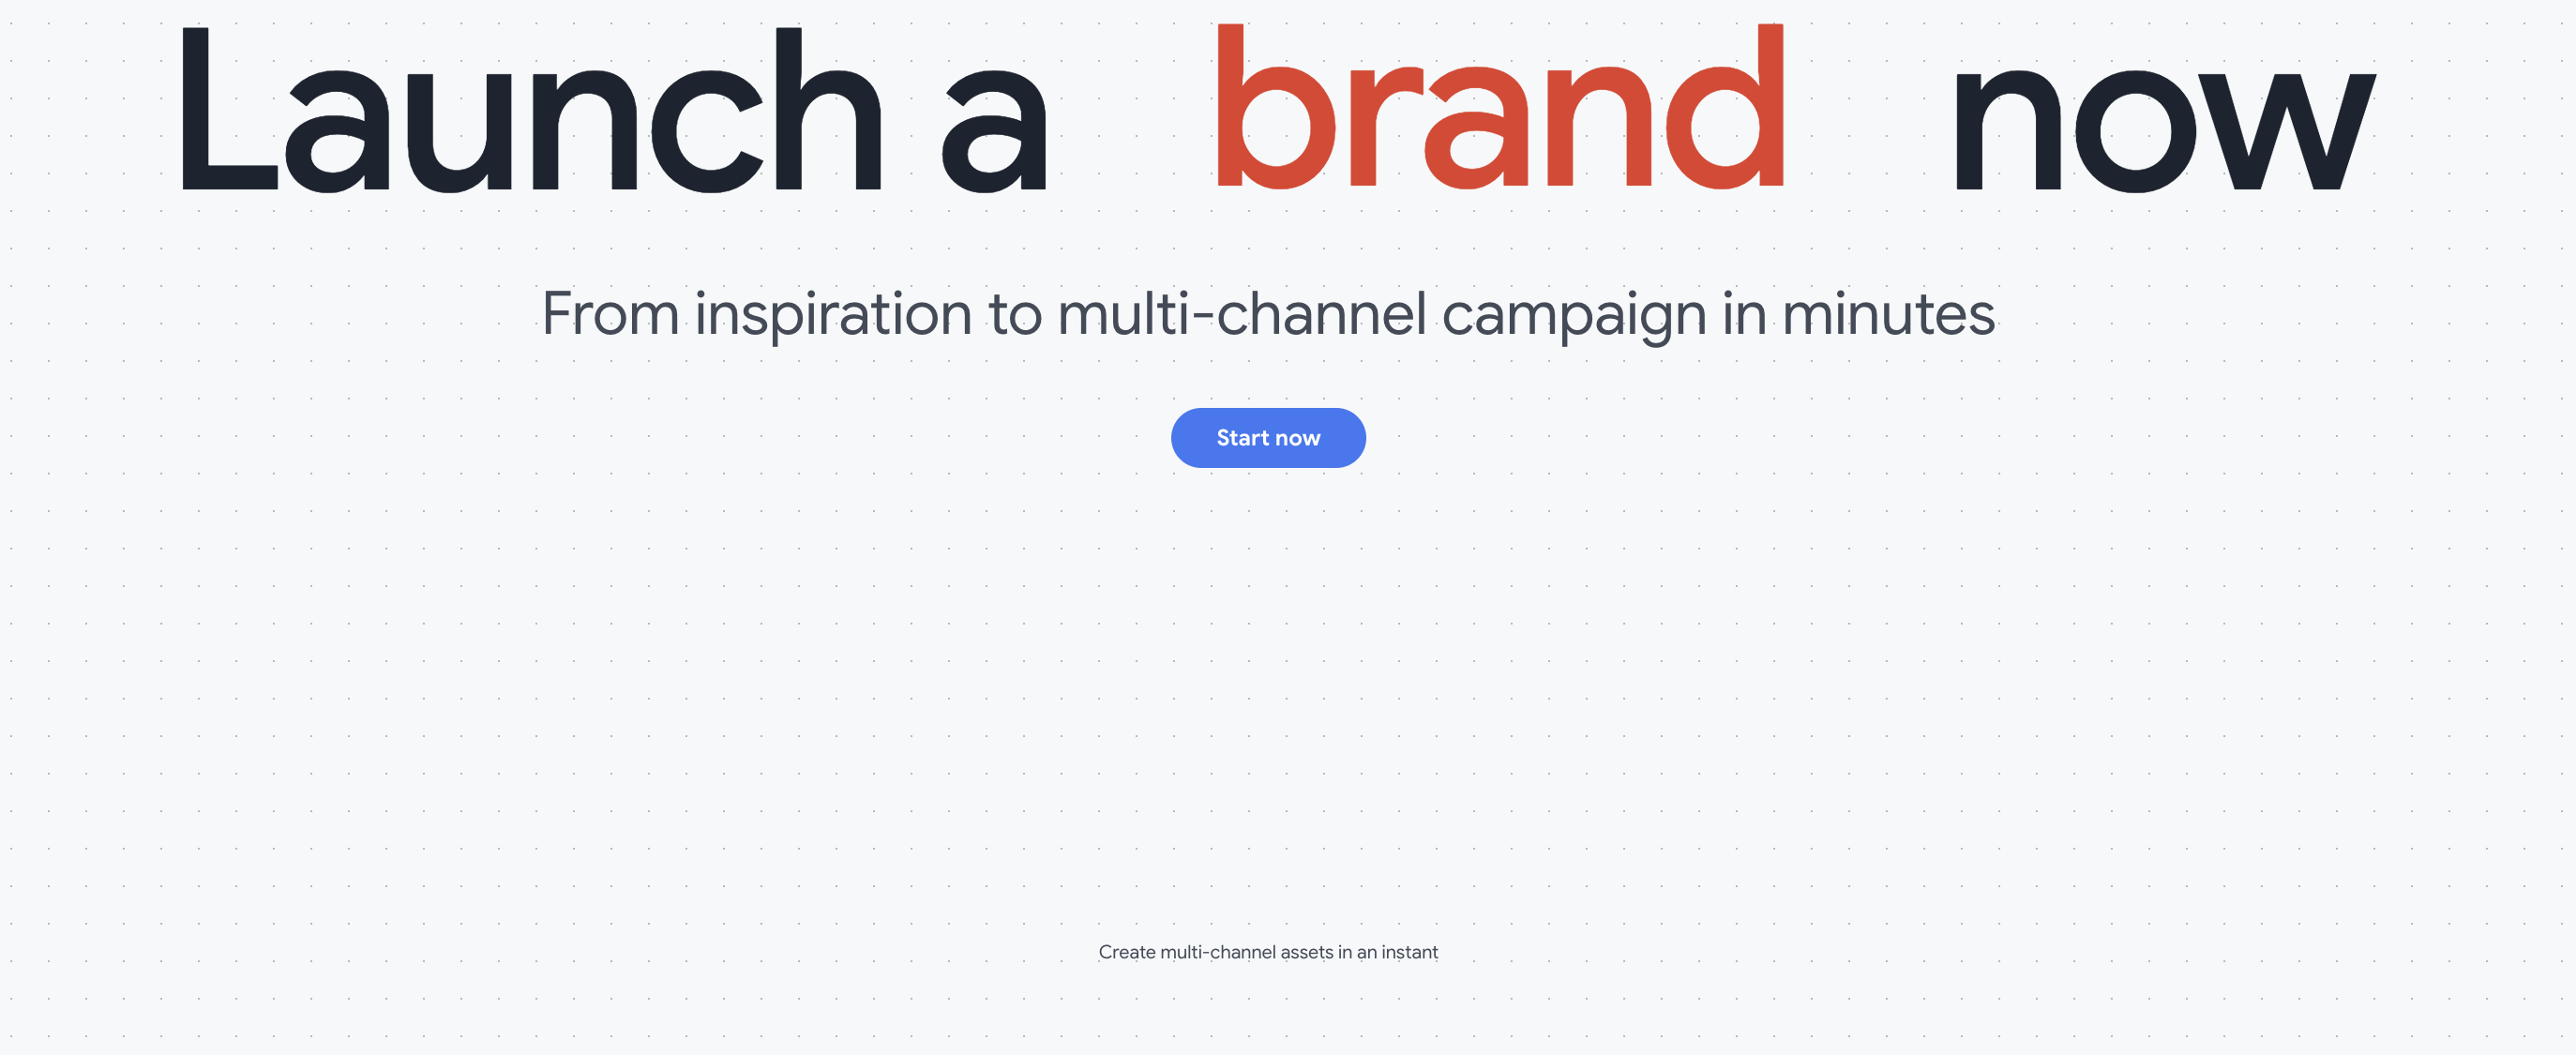 Launch a brand now
From inspiration to multi-channel campaign in minutes
Start now
Create multi-channel assets in an instant